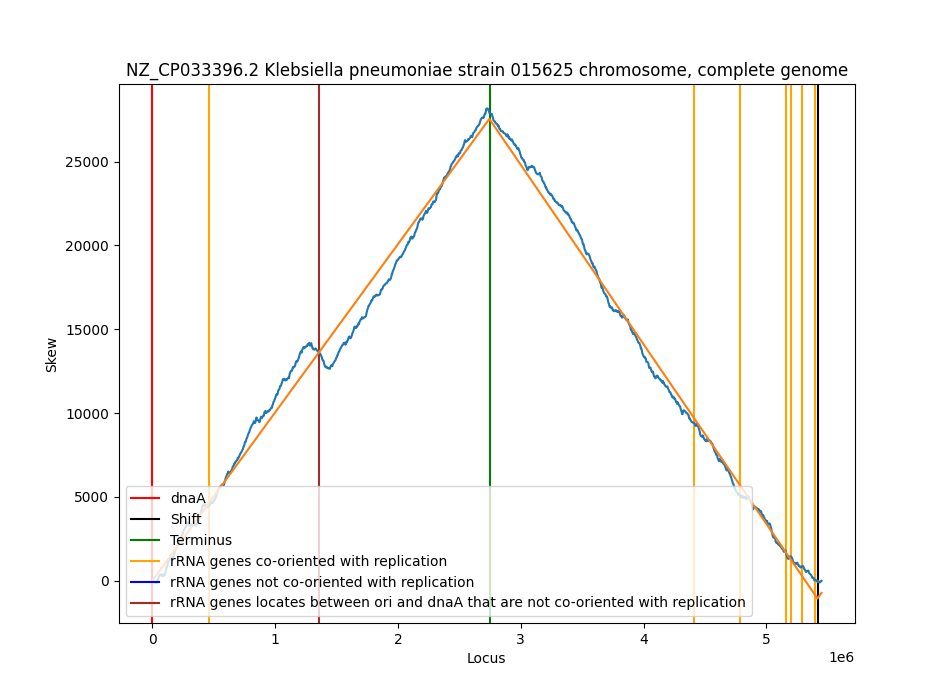 NZ_CP033396.2 Klebsiella pneumoniae strain 015625 chromosome, complete genome
Skew
25000
20000
15000
10000
5000
0
dnaA
Shift
Terminus
rRNA genes co-oriented with replication
rRNA genes not co-oriented with replication
rRNA genes locates between ori and dnaA that are not co-oriented with replication
0 1 2 3 4 5
1e6
Locus